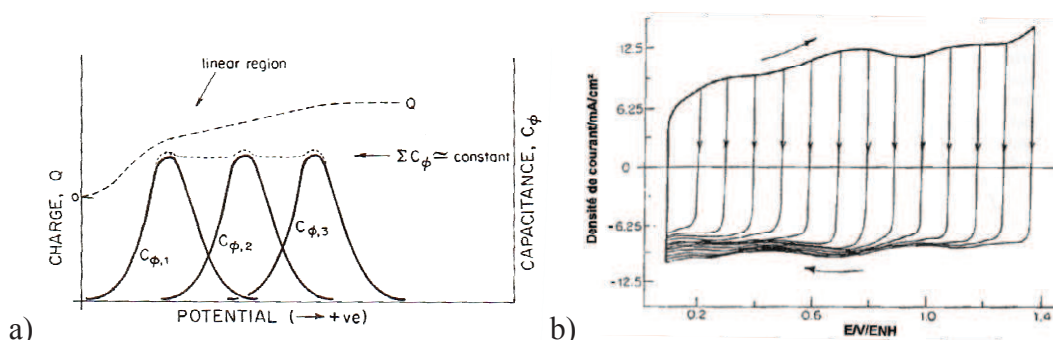 linear region
Q
ΣCϕ ≃ constant
CHARGE, Q
O
CAPACITANCE, Cϕ
Cϕ,1
Cϕ,2
Cϕ,3
POTENTIAL (→ +ve)
a)
Densité de courant/mA/cm²
12.5
6.25
0
-6.25
-12.5
0.2
0.6
1.0
1.4
E/V/ENH
b)